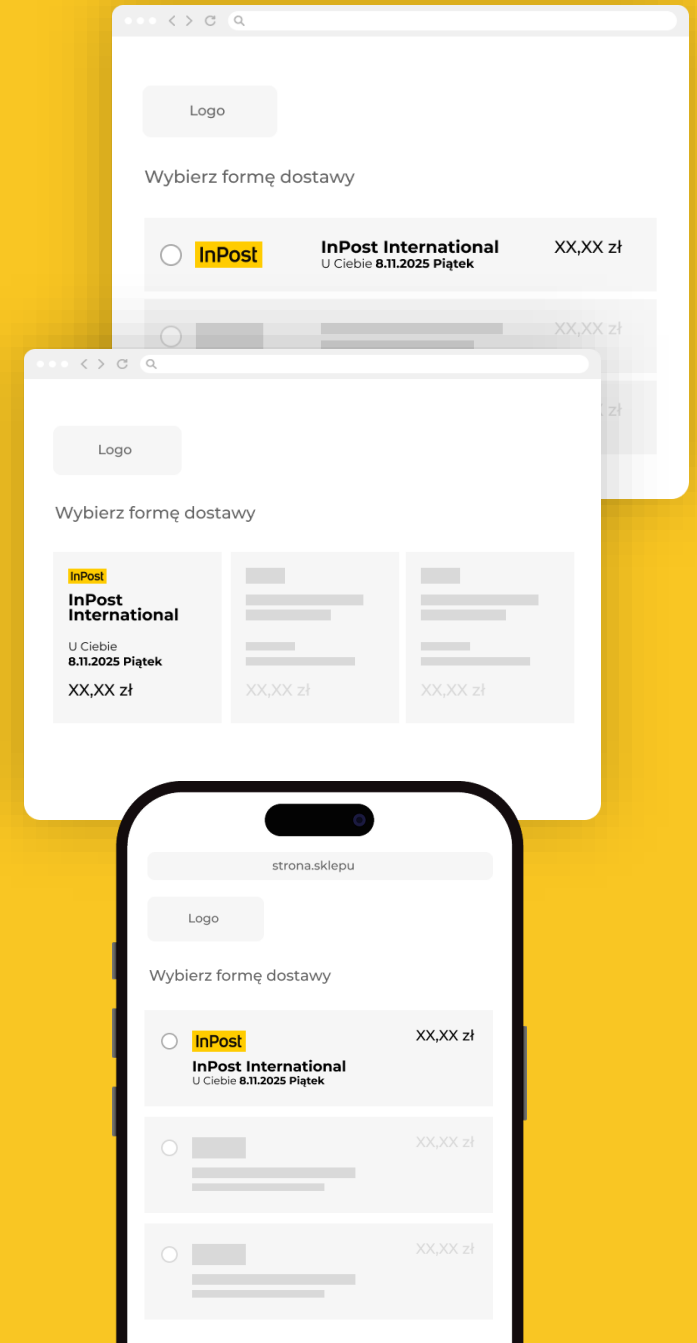 Logo
Wybierz formę dostawy
InPost
InPost International
U Ciebie 8.11.2025 Piątek
XX,XX zł
XX,XX zł
zł
Logo
Wybierz formę dostawy
InPost
InPost
International
U Ciebie
8.11.2025 Piątek
XX,XX zł
XX,XX zł
XX,XX zł
strona.sklepu
Logo
Wybierz formę dostawy
InPost
XX,XX zł
InPost International
U Ciebie 8.11.2025 Piątek
XX,XX zł
XX,XX zł